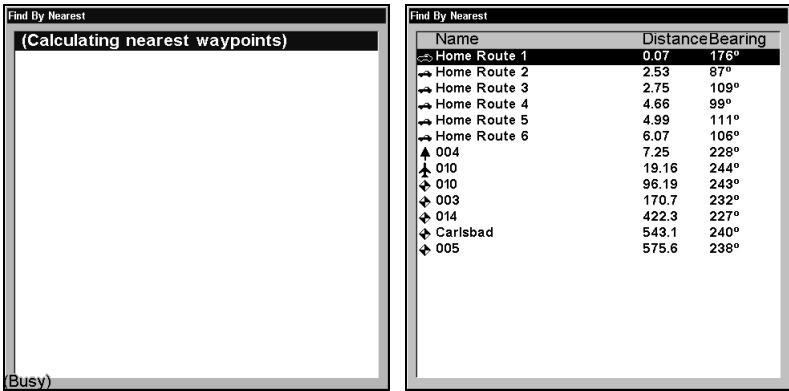 Find By Nearest
(Calculating nearest waypoints)
(Busy)
Find By Nearest
Name Distance Bearing
Home Route 1 0.07 176º
Home Route 2 2.53 87º
Home Route 3 2.75 109º
Home Route 4 4.66 99º
Home Route 5 4.99 111º
Home Route 6 6.07 106º
004 7.25 228º
010 19.16 244º
010 96.19 243º
003 170.7 232º
014 422.3 227º
Carlsbad 543.1 240º
005 575.6 238º